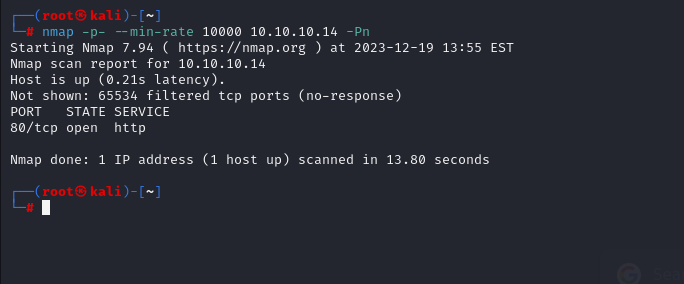 ┌──(root㉿kali)-[~]
└─# nmap -p- --min-rate 10000 10.10.10.14 -Pn
Starting Nmap 7.94 ( https://nmap.org ) at 2023-12-19 13:55 EST
Nmap scan report for 10.10.10.14
Host is up (0.21s latency).
Not shown: 65534 filtered tcp ports (no-response)
PORT   STATE SERVICE
80/tcp open  http
Nmap done: 1 IP address (1 host up) scanned in 13.80 seconds
┌──(root㉿kali)-[~]
└─#